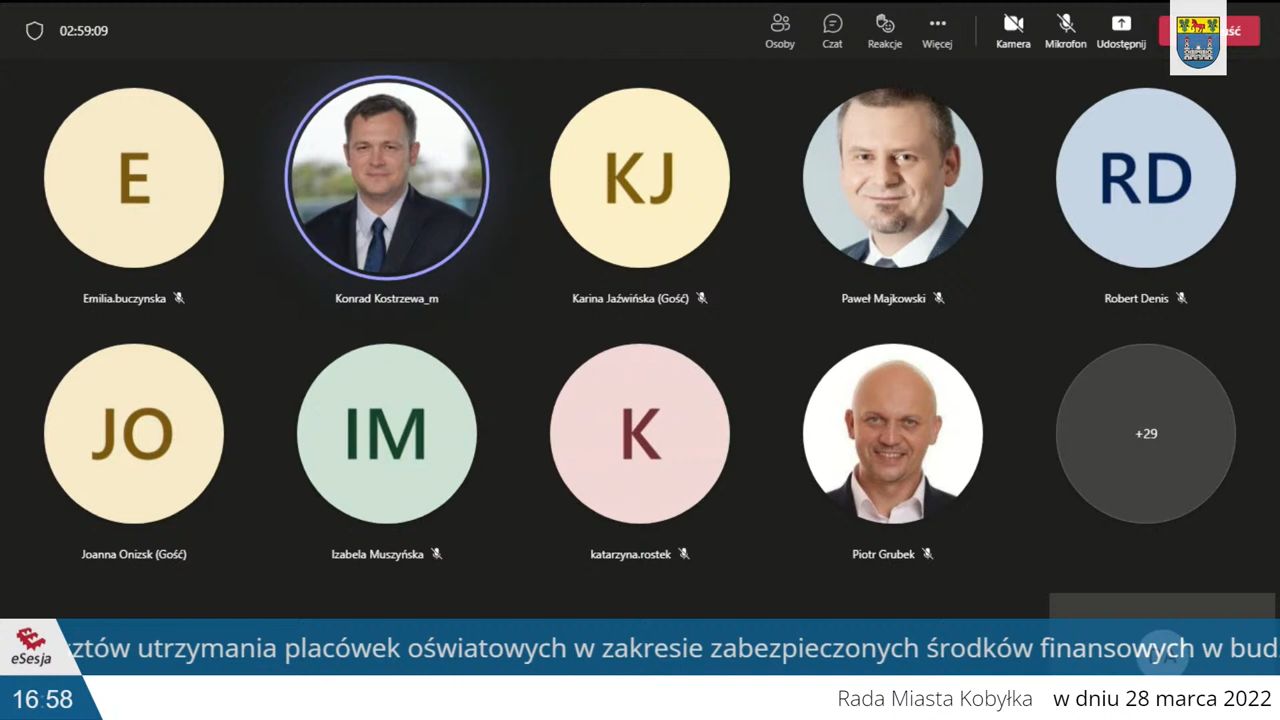 02:59:09
Osoby
Czat
Reakcje
Więcej
Kamera
Mikrofon
Udostępnij
E
KJ
RD
Emilia.buczynska
Konrad Kostrzewa_m
Karina Jaźwińska (Gość)
Paweł Majkowski
Robert Denis
JO
IM
K
+29
Joanna Onizsk (Gość)
Izabela Muszyńska
katarzyna.rostek
Piotr Grubek
eSesja
sztów utrzymania placówek oświatowych w zakresie zabezpieczonych środków finansowych w bud
16:58
Rada Miasta Kobyłka w dniu 28 marca 2022